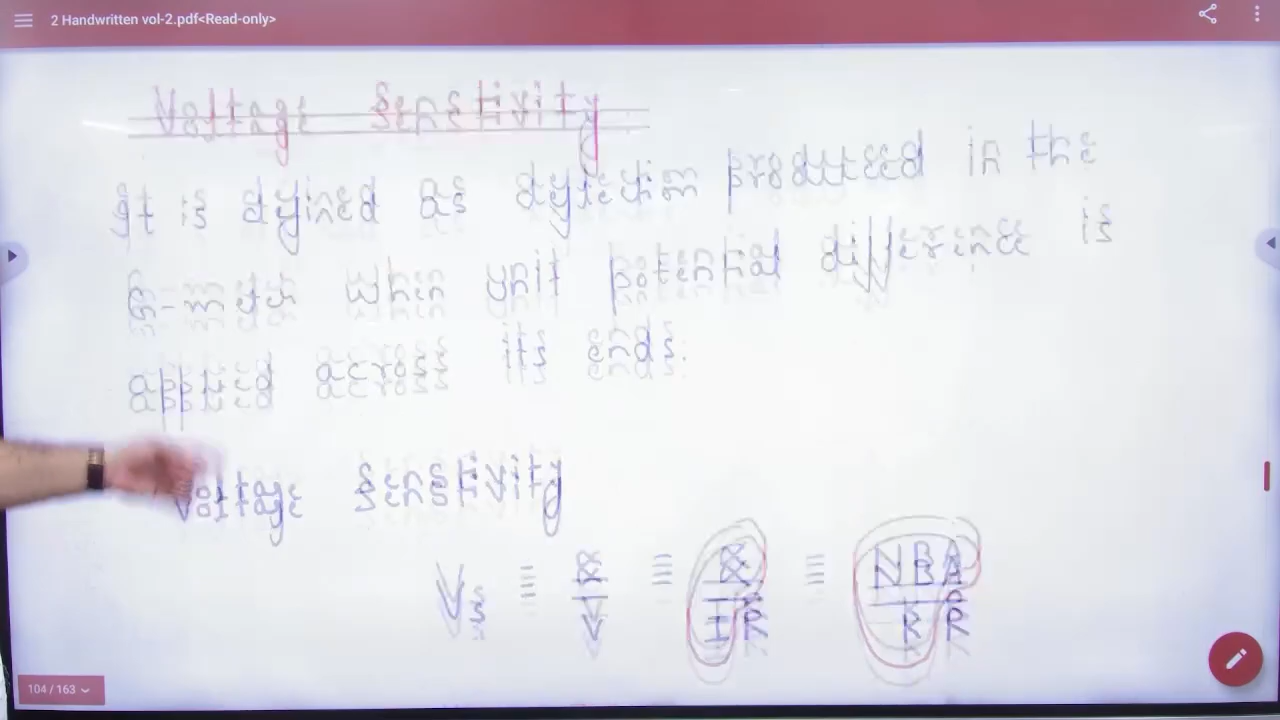 2 Handwritten vol-2.pdf<Read-only>
Voltage Sensitivity
It is defined as deflection produced in the
G-meter when unit potential difference is
applied across its ends.
Voltage Sensitivity
Vs = α/V = α/IR = NBA/KR
104 / 163